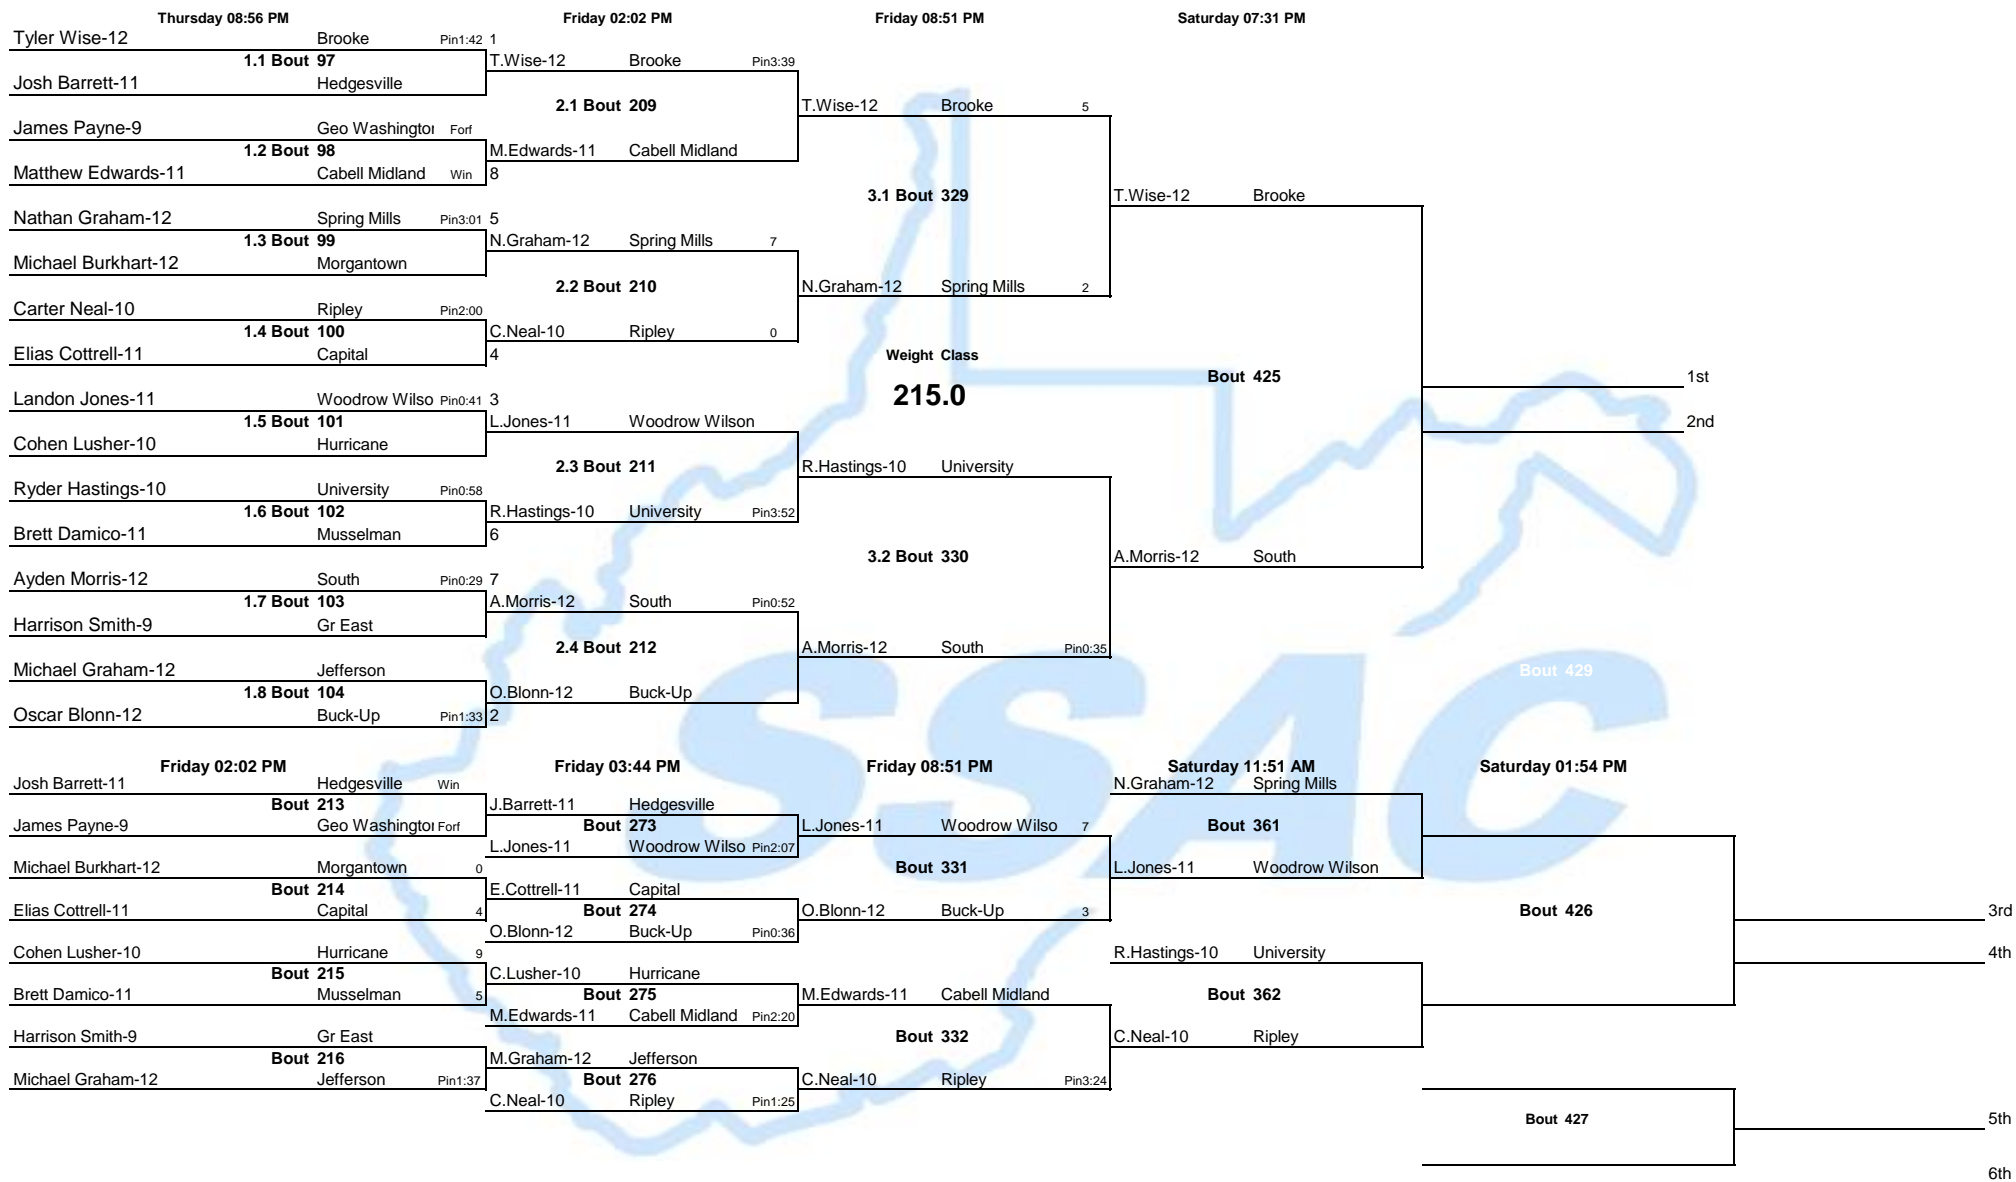 Thursday 08:56 PM Friday 02:02 PM Friday 08:51 PM Saturday 07:31 PM
Tyler Wise-12 Brooke Pin1:42 1
1.1 Bout 97
T.Wise-12 Brooke Pin3:39
Josh Barrett-11 Hedgesville
2.1 Bout 209
T.Wise-12 Brooke 5
James Payne-9 Geo Washingtor Forf
1.2 Bout 98
M.Edwards-11 Cabell Midland
Matthew Edwards-11 Cabell Midland Win 8
3.1 Bout 329
T.Wise-12 Brooke
Nathan Graham-12 Spring Mills Pin3:01 5
1.3 Bout 99
N.Graham-12 Spring Mills 7
Michael Burkhart-12 Morgantown
2.2 Bout 210
N.Graham-12 Spring Mills 2
Carter Neal-10 Ripley Pin2:00
1.4 Bout 100
C.Neal-10 Ripley 0
Elias Cottrell-11 Capital 4
Weight Class
215.0
Bout 425
1st
2nd
Landon Jones-11 Woodrow Wilso Pin0:41 3
1.5 Bout 101
L.Jones-11 Woodrow Wilson
Cohen Lusher-10 Hurricane
2.3 Bout 211
R.Hastings-10 University
Ryder Hastings-10 University Pin0:58
1.6 Bout 102
R.Hastings-10 University Pin3:52
Brett Damico-11 Musselman 6
3.2 Bout 330
A.Morris-12 South
Ayden Morris-12 South Pin0:29 7
1.7 Bout 103
A.Morris-12 South Pin0:52
Harrison Smith-9 Gr East
2.4 Bout 212
A.Morris-12 South Pin0:35
Michael Graham-12 Jefferson
Bout 429
1.8 Bout 104
O.Blonn-12 Buck-Up
Oscar Blonn-12 Buck-Up Pin1:33 2
SSAC
Friday 02:02 PM Friday 03:44 PM Friday 08:51 PM Saturday 11:51 AM Saturday 01:54 PM
Josh Barrett-11 Hedgesville Win
N.Graham-12 Spring Mills
Bout 213
J.Barrett-11 Hedgesville
James Payne-9 Geo Washingtor Forf
Bout 273
L.Jones-11 Woodrow Wilso 7
Bout 361
L.Jones-11 Woodrow Wilso Pin2:07
Michael Burkhart-12 Morgantown 0
Bout 331
L.Jones-11 Woodrow Wilson
Bout 214
E.Cottrell-11 Capital
Elias Cottrell-11 Capital 4
Bout 274
O.Blonn-12 Buck-Up 3
Bout 426
3rd
O.Blonn-12 Buck-Up Pin0:36
Cohen Lusher-10 Hurricane 9
R.Hastings-10 University
4th
Bout 215
C.Lusher-10 Hurricane
Brett Damico-11 Musselman 5
Bout 275
M.Edwards-11 Cabell Midland
Bout 362
M.Edwards-11 Cabell Midland Pin2:20
Harrison Smith-9 Gr East
Bout 332
C.Neal-10 Ripley
Bout 216
M.Graham-12 Jefferson
Michael Graham-12 Jefferson Pin1:37
Bout 276
C.Neal-10 Ripley Pin3:24
C.Neal-10 Ripley Pin1:25
Bout 427
5th
6th